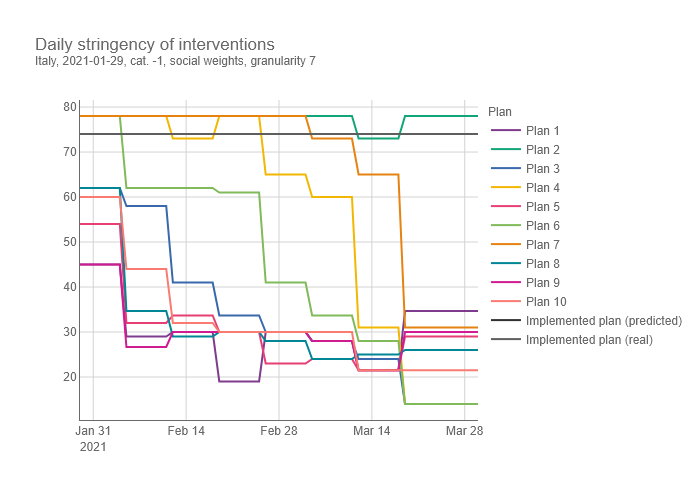 Daily stringency of interventions
Italy, 2021-01-29, cat. -1, social weights, granularity 7
80
70
60
50
40
30
20
Jan 31
2021
Feb 14
Feb 28
Mar 14
Mar 28
Plan
Plan 1
Plan 2
Plan 3
Plan 4
Plan 5
Plan 6
Plan 7
Plan 8
Plan 9
Plan 10
Implemented plan (predicted)
Implemented plan (real)